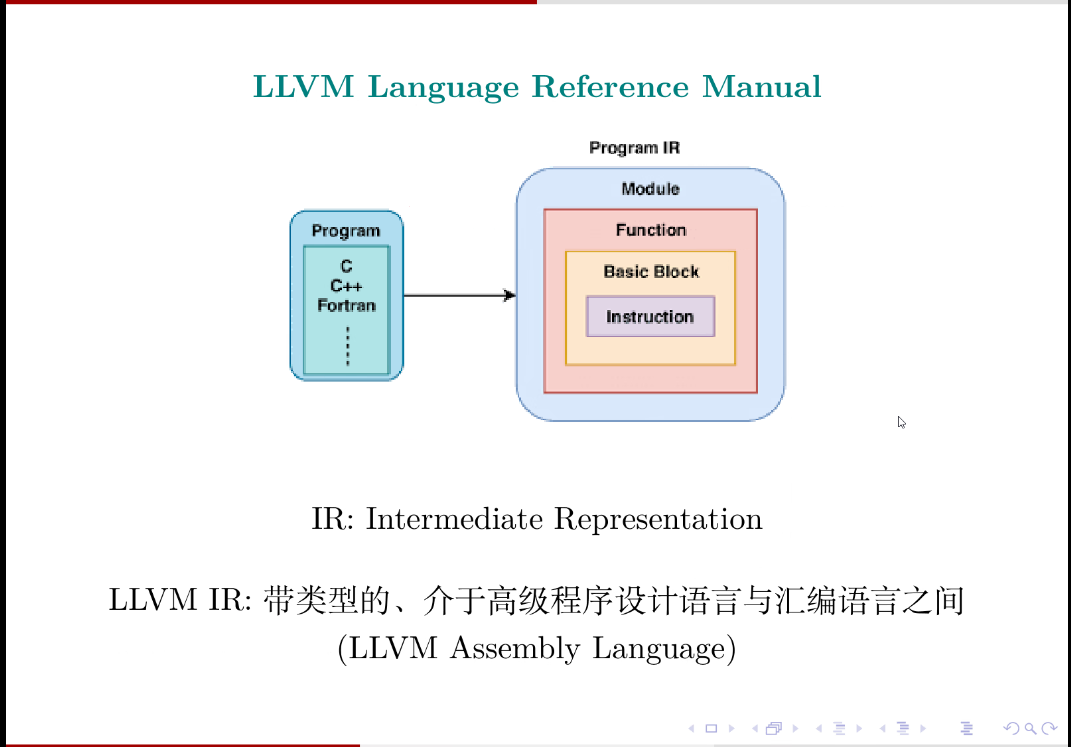 LLVM Language Reference Manual
Program IR
Module
Program
Function
C
Basic Block
C++
Fortran
Instruction
IR: Intermediate Representation
LLVM IR: 带类型的、介于高级程序设计语言与汇编语言之间
(LLVM Assembly Language)